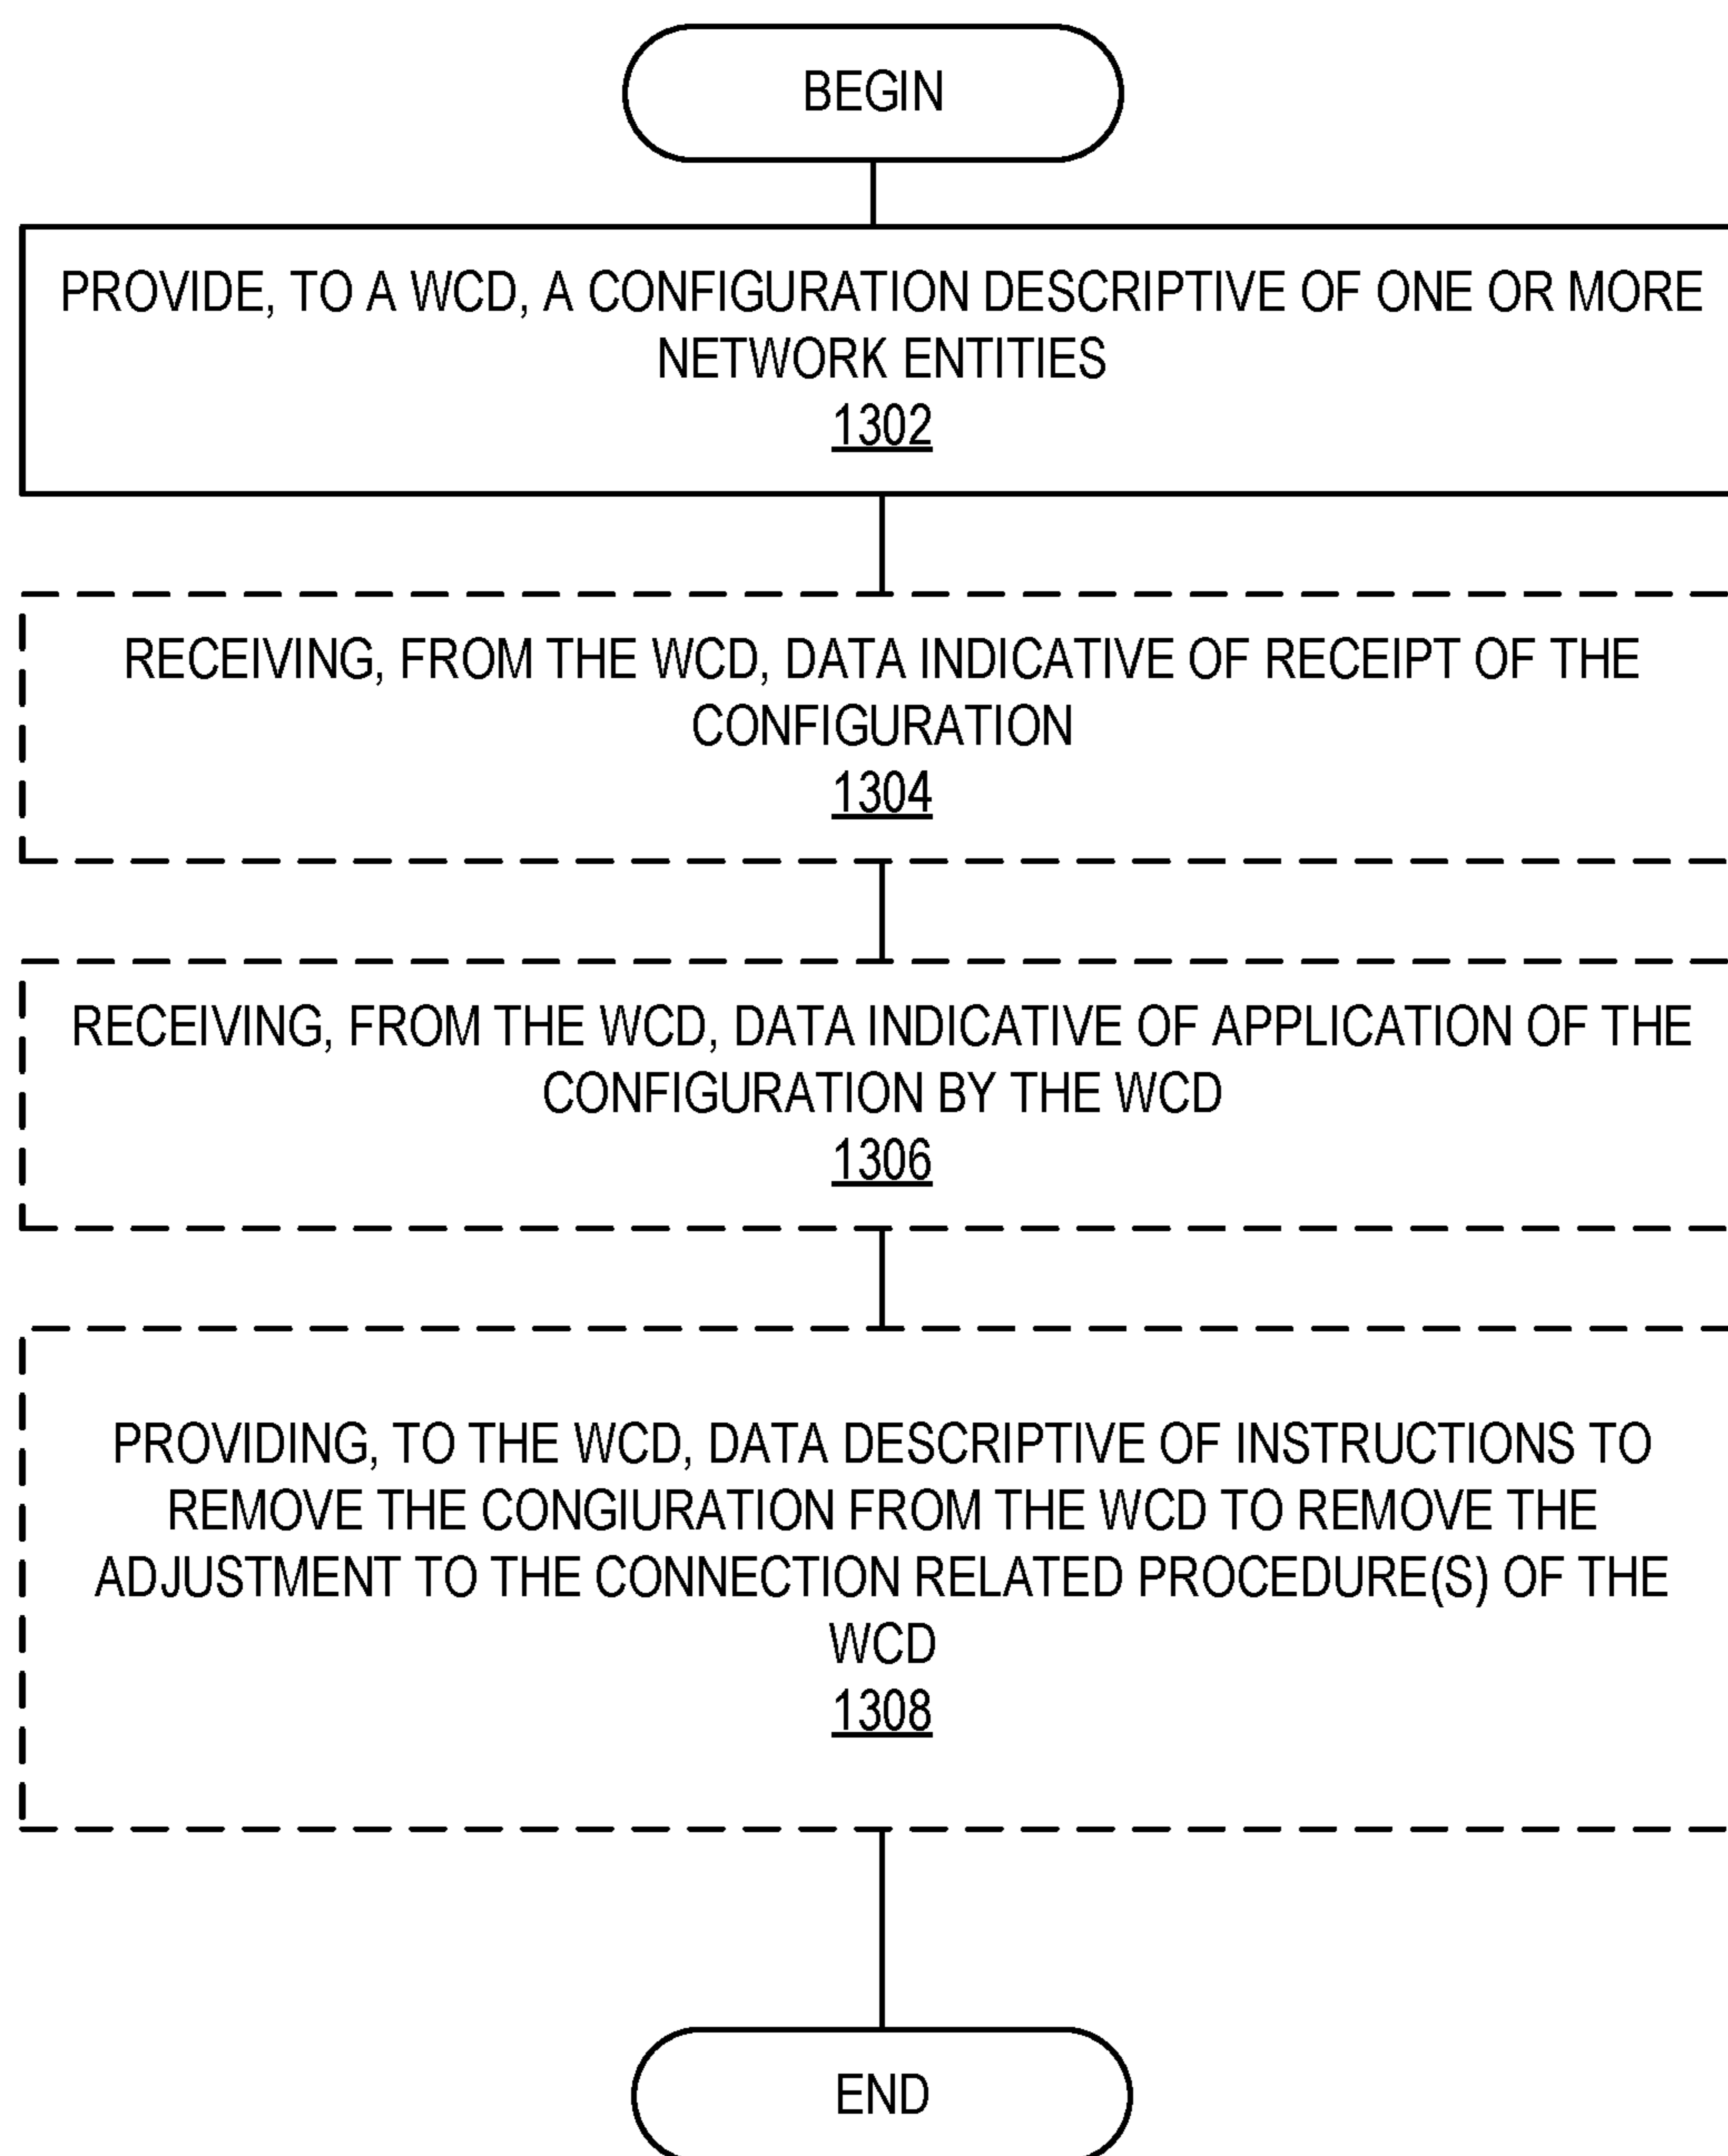 BEGIN
PROVIDE, TO A WCD, A CONFIGURATION DESCRIPTIVE OF ONE OR MORE
NETWORK ENTITIES
1302
RECEIVING, FROM THE WCD, DATA INDICATIVE OF RECEIPT OF THE
CONFIGURATION
1304
RECEIVING, FROM THE WCD, DATA INDICATIVE OF APPLICATION OF THE
CONFIGURATION BY THE WCD
1306
PROVIDING, TO THE WCD, DATA DESCRIPTIVE OF INSTRUCTIONS TO
REMOVE THE CONGIURATION FROM THE WCD TO REMOVE THE
ADJUSTMENT TO THE CONNECTION RELATED PROCEDURE(S) OF THE
WCD
1308
END